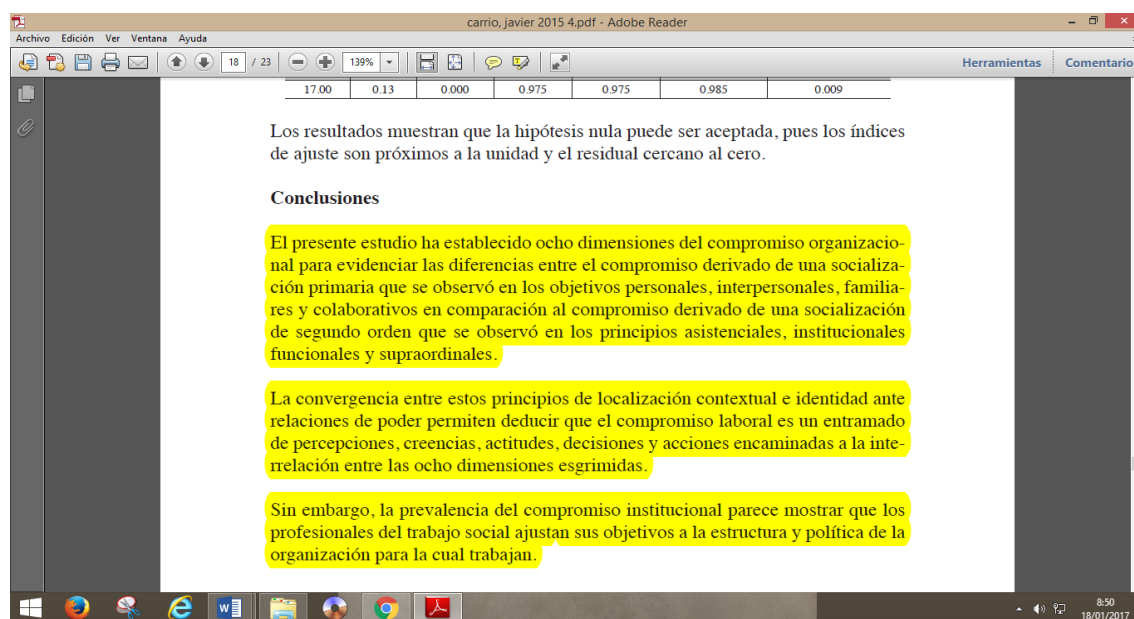 carrio, javier 2015 4.pdf - Adobe Reader
Archivo Edición Ver Ventana Ayuda
18 / 23 139% Herramientas Comentario
17.00 0.13 0.000 0.975 0.975 0.985 0.009
Los resultados muestran que la hipótesis nula puede ser aceptada, pues los índices
de ajuste son próximos a la unidad y el residual cercano al cero.
Conclusiones
El presente estudio ha establecido ocho dimensiones del compromiso organizacio-
nal para evidenciar las diferencias entre el compromiso derivado de una socializa-
ción primaria que se observó en los objetivos personales, interpersonales, familia-
res y colaborativos en comparación al compromiso derivado de una socialización
de segundo orden que se observó en los principios asistenciales, institucionales
funcionales y supraordinales.
La convergencia entre estos principios de localización contextual e identidad ante
relaciones de poder permiten deducir que el compromiso laboral es un entramado
de percepciones, creencias, actitudes, decisiones y acciones encaminadas a la inte-
rrelación entre las ocho dimensiones esgrimidas.
Sin embargo, la prevalencia del compromiso institucional parece mostrar que los
profesionales del trabajo social ajustan sus objetivos a la estructura y política de la
organización para la cual trabajan.
8:50
18/01/2017